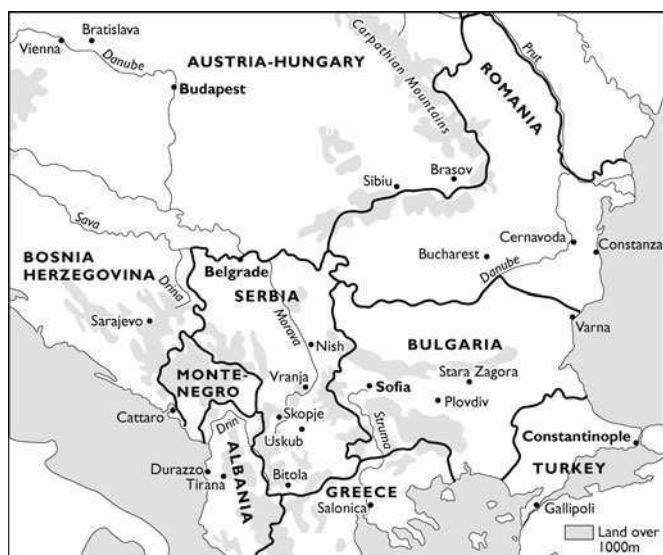 Bratislava
Vienna
Danube
AUSTRIA-HUNGARY
Budapest
Carpathian Mountains
Prut
ROMANIA
Sibiu
Brasov
Sava
BOSNIA
HERZEGOVINA
Drina
Belgrade
SERBIA
Morava
Bucharest
Cernavoda
Constanza
Danube
Sarajevo
Nish
BULGARIA
Varna
MONTE-
NEGRO
Vranja
Sofia
Stara Zagora
Plovdiv
Struma
Cattaro
Drin
Skopje
Uskub
Constantinople
TURKEY
Durazzo
Tirana
ALBANIA
Bitola
GREECE
Salonica
Gallipoli
Land over
1000m